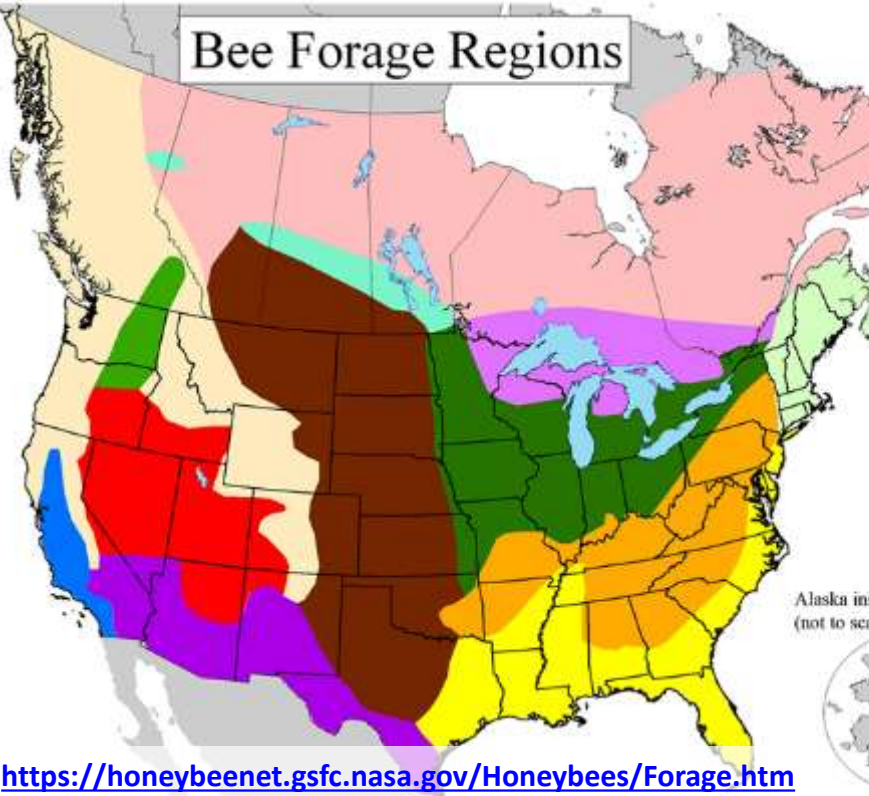 Bee Forage Regions
Alaska ins
(not to sca
https://honeybeenet.gsfc.nasa.gov/Honeybees/Forage.htm